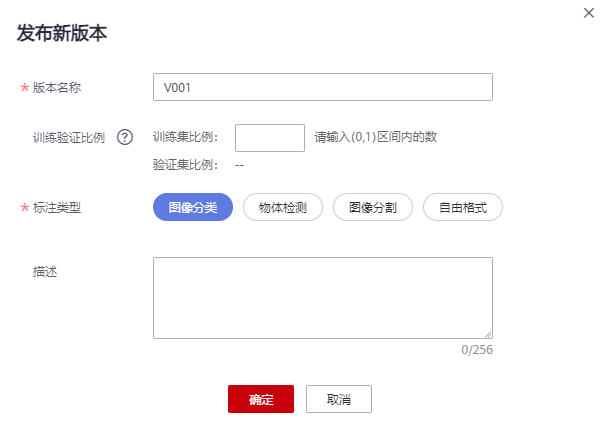 发布新版本
* 版本名称 V001
训练验证比例 ? 训练集比例： 请输入(0,1)区间内的数
验证集比例： --
* 标注类型 图像分类 物体检测 图像分割 自由格式
描述
0/256
确定 取消